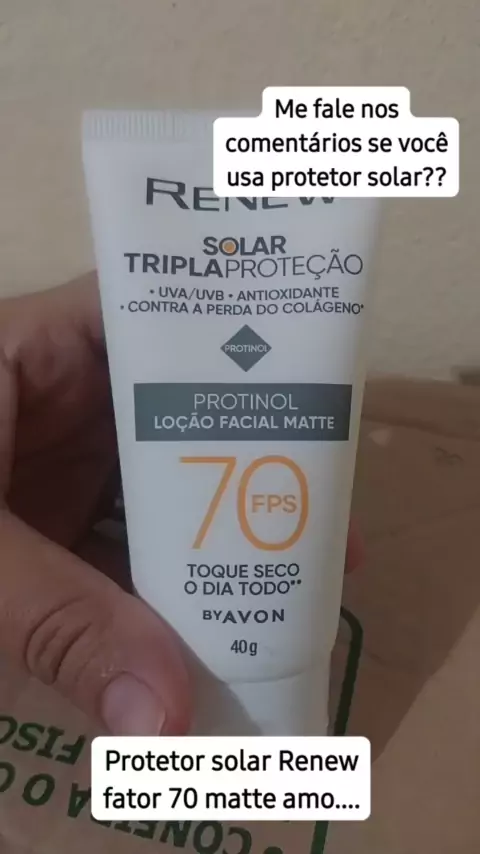 Me fale nos
comentários se você
usa protetor solar??
RENEW
SOLAR
TRIPLAPROTEÇÃO
• UVA/UVB • ANTIOXIDANTE
• CONTRA A PERDA DO COLÁGENO*
PROTINOL
PROTINOL
LOÇÃO FACIAL MATTE
70
FPS
TOQUE SECO
O DIA TODO**
BY AVON
40g
Protetor solar Renew
fator 70 matte amo....